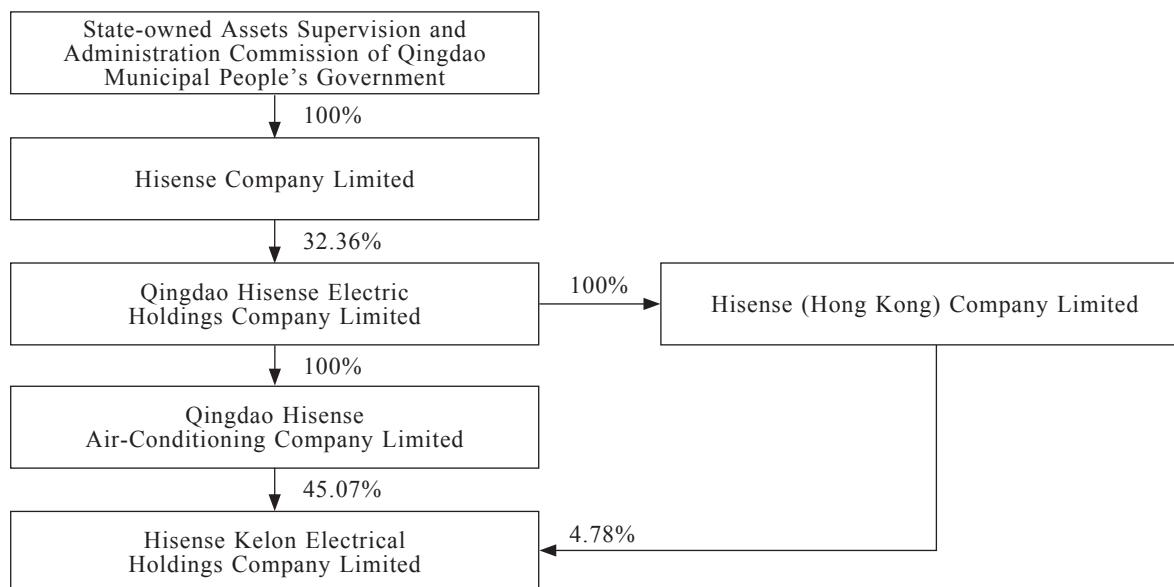 State-owned Assets Supervision and
Administration Commission of Qingdao
Municipal People’s Government
100%
Hisense Company Limited
32.36%
Qingdao Hisense Electric
Holdings Company Limited
100%
Hisense (Hong Kong) Company Limited
100%
Qingdao Hisense
Air-Conditioning Company Limited
45.07%
4.78%
Hisense Kelon Electrical
Holdings Company Limited